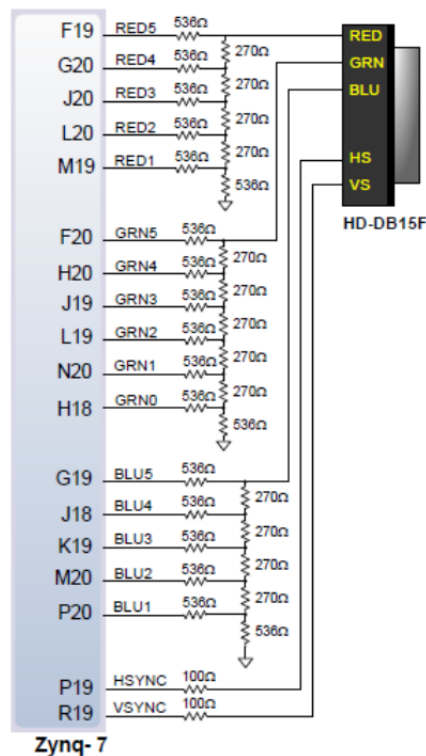 F19 RED5 536Ω
270Ω
G20 RED4 536Ω
270Ω
J20 RED3 536Ω
270Ω
L20 RED2 536Ω
270Ω
M19 RED1 536Ω
536Ω
RED
GRN
BLU
HS
VS
HD-DB15F
F20 GRN5 536Ω
270Ω
H20 GRN4 536Ω
270Ω
J19 GRN3 536Ω
270Ω
L19 GRN2 536Ω
270Ω
N20 GRN1 536Ω
270Ω
H18 GRN0 536Ω
536Ω
G19 BLU5 536Ω
270Ω
J18 BLU4 536Ω
270Ω
K19 BLU3 536Ω
270Ω
M20 BLU2 536Ω
270Ω
P20 BLU1 536Ω
536Ω
P19 HSYNC 100Ω
R19 VSYNC 100Ω
Zynq- 7